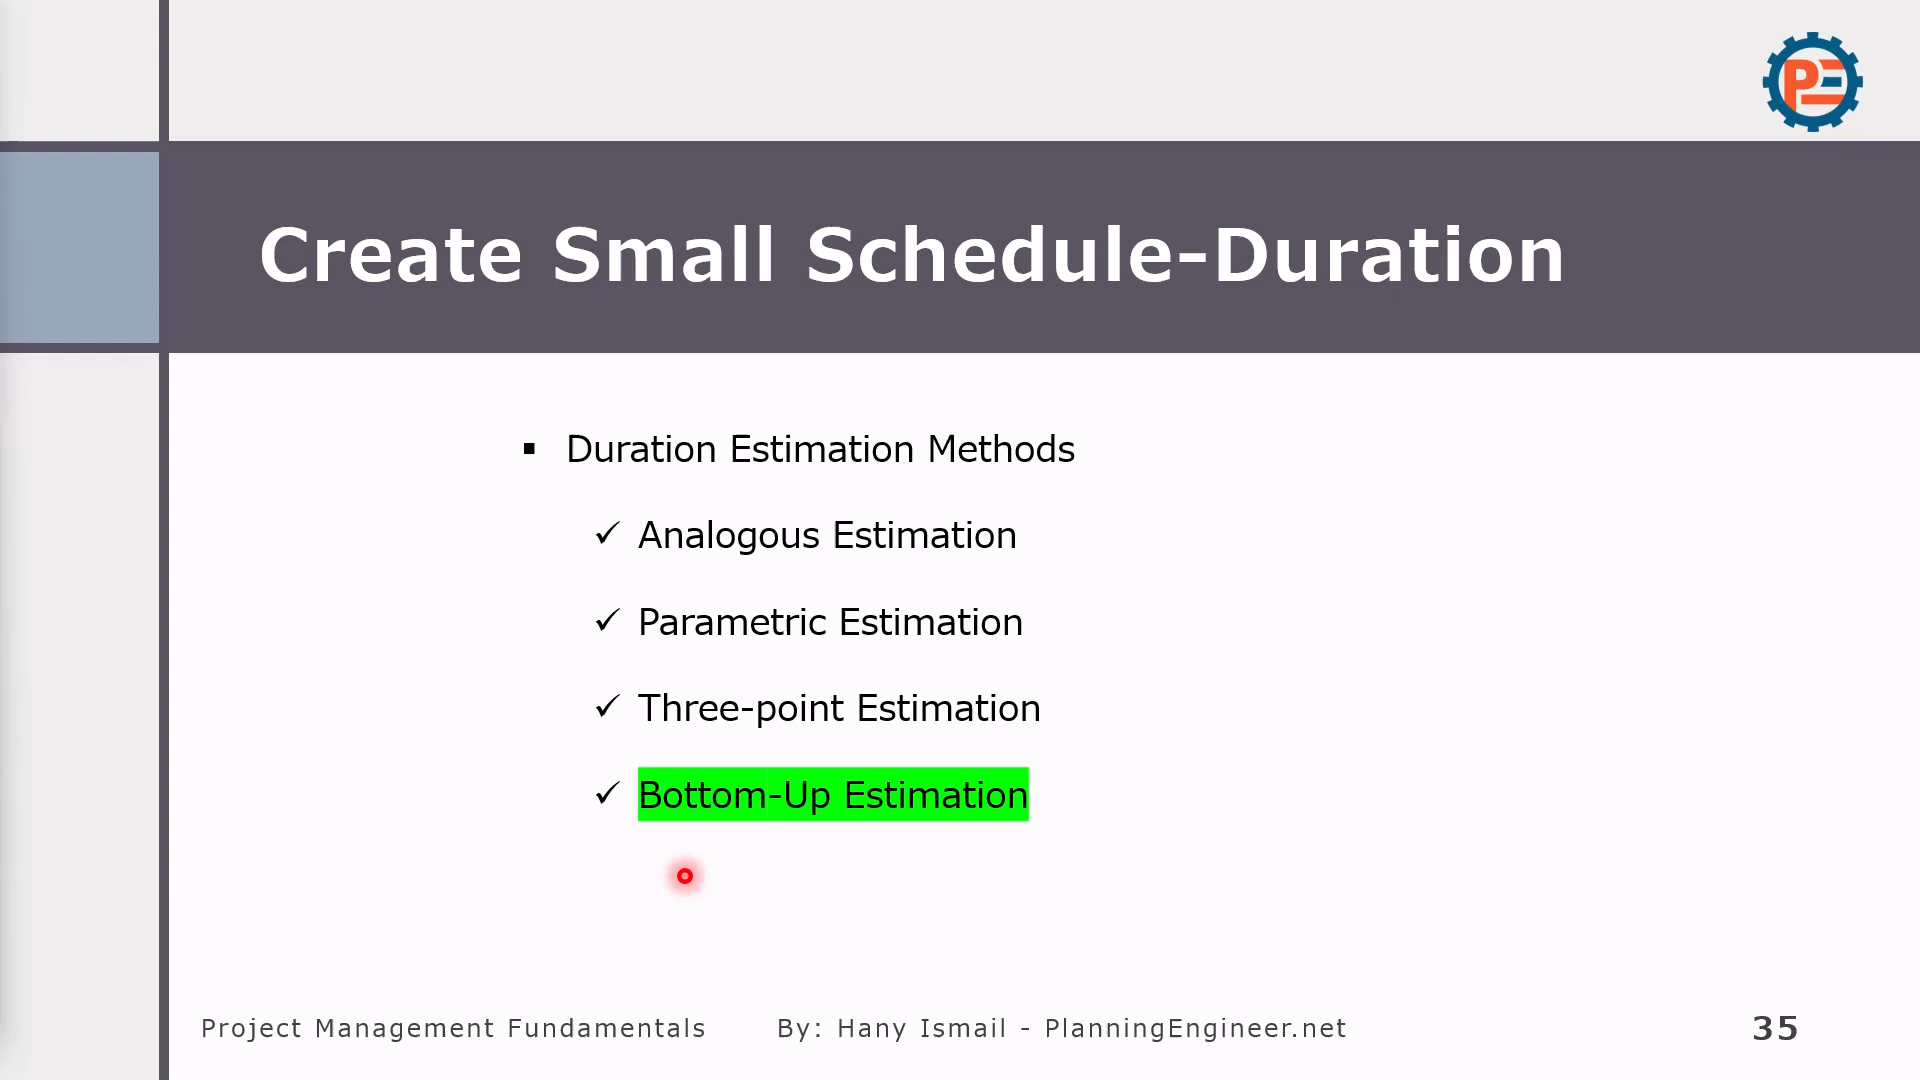 PE
Create Small Schedule-Duration
▪ Duration Estimation Methods
✓ Analogous Estimation
✓ Parametric Estimation
✓ Three-point Estimation
✓ Bottom-Up Estimation
Project Management Fundamentals By: Hany Ismail - PlanningEngineer.net 35